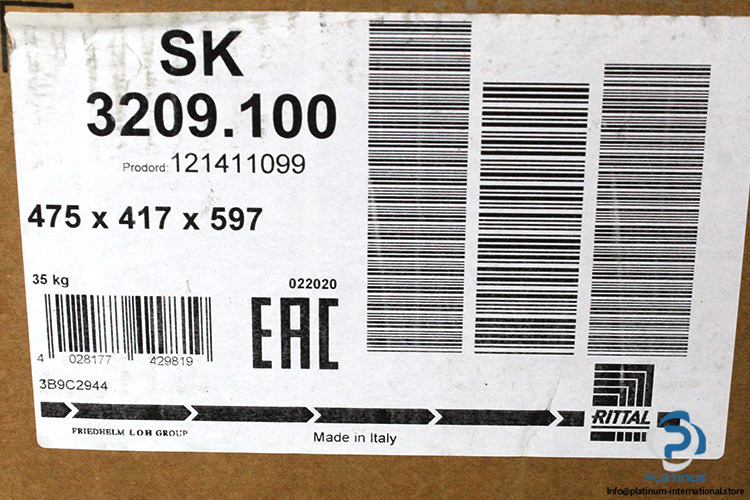 SK
3209.100
Prodord: 121411099
475 x 417 x 597
35 kg
022020
EAC
4 028177 429819
3B9C2944
RITTAL
FRIEDHELM LOH GROUP
Made in Italy
PLATINUM
Info@platinum-international.store